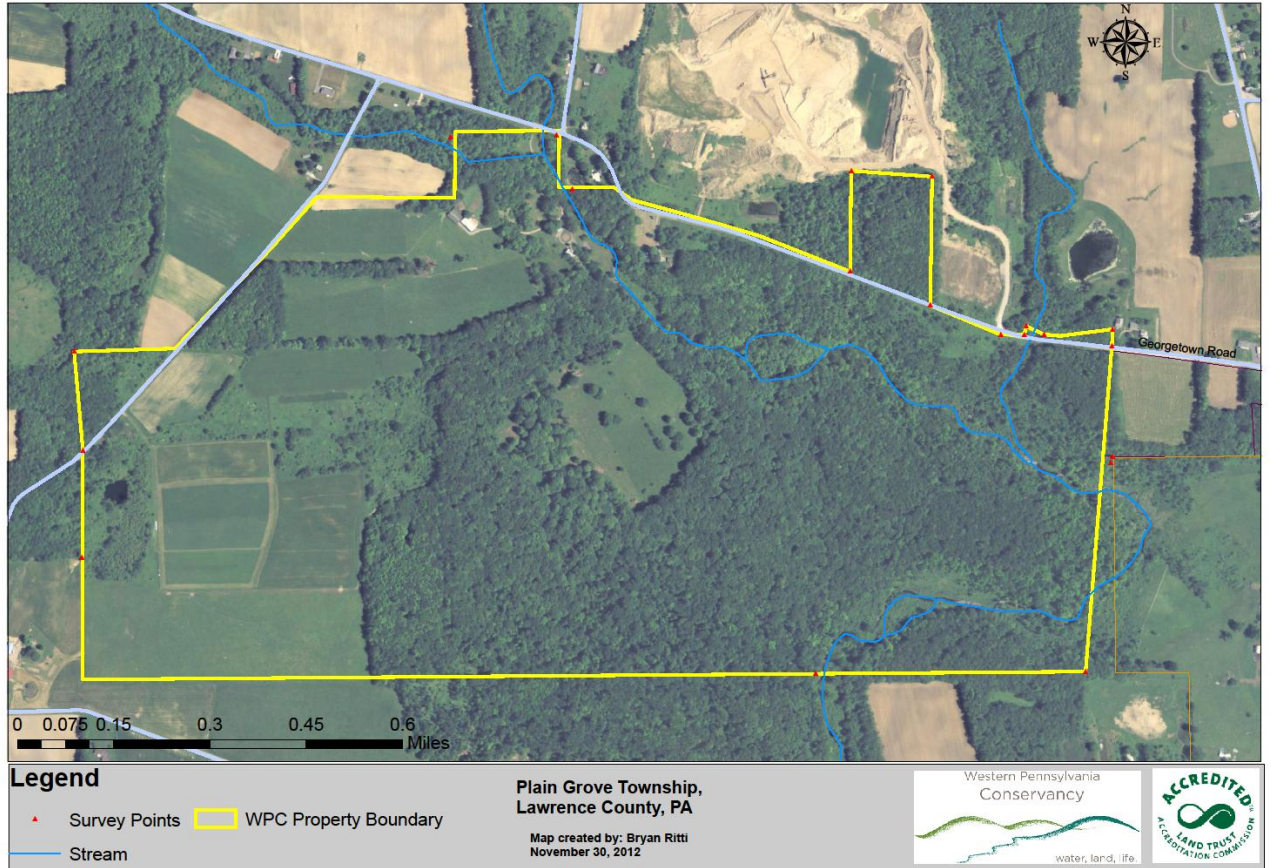 N
W E
S
Georgetown Road
0 0.075 0.15 0.3 0.45 0.6
Miles
Legend
Survey Points
WPC Property Boundary
Stream
Plain Grove Township,
Lawrence County, PA
Map created by: Bryan Ritti
November 30, 2012
Western Pennsylvania
Conservancy
water, land, life.
ACCREDITED
LAND TRUST
ACCREDITATION COMMISSION